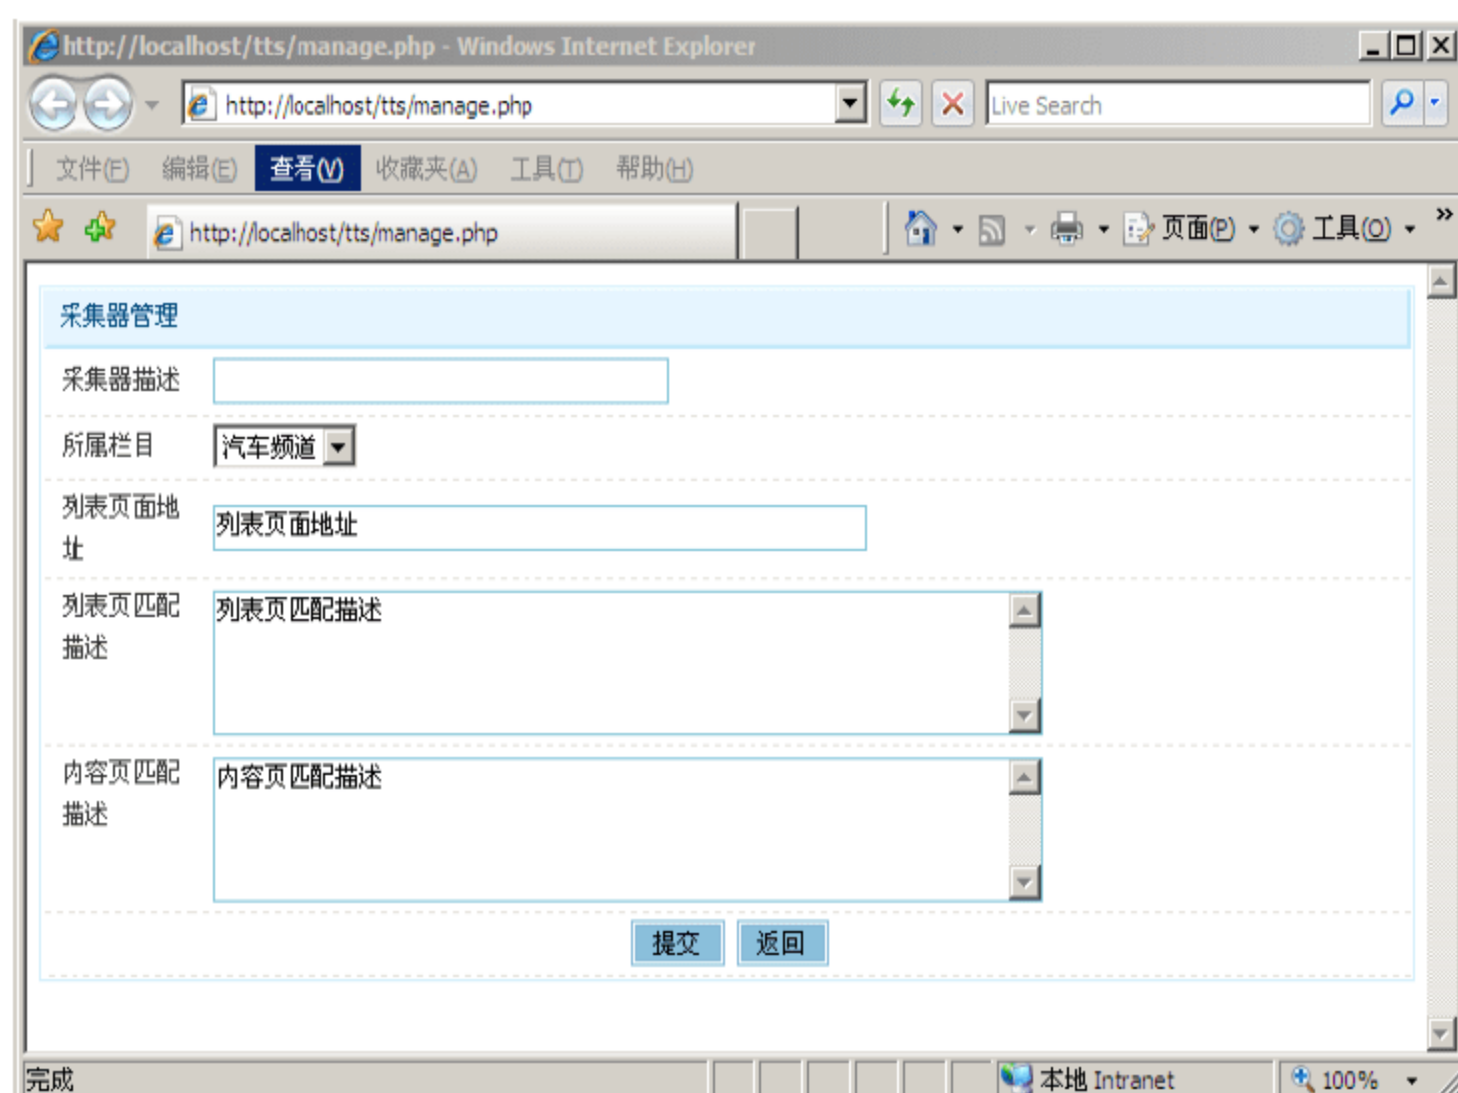 http://localhost/tts/manage.php - Windows Internet Explorer
http://localhost/tts/manage.php
Live Search
文件(F) 编辑(E) 查看(V) 收藏夹(A) 工具(T) 帮助(H)
http://localhost/tts/manage.php
页面(P) 工具(O) »
采集器管理
采集器描述
所属栏目 汽车频道
列表页面地
址
列表页面地址
列表页匹配
描述
列表页匹配描述
内容页匹配
描述
内容页匹配描述
提交 返回
完成 本地 Intranet 100%